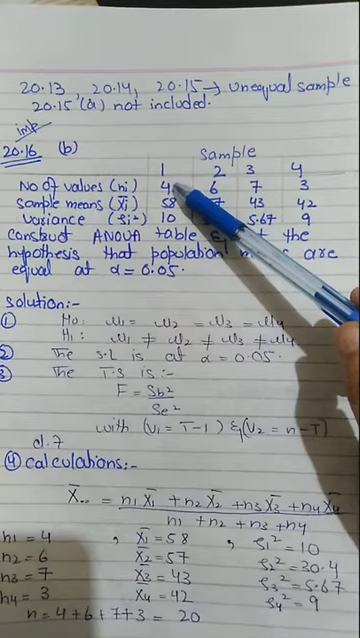 20.13, 20.14, 20.15 → Unequal sample
20.15 (a) not included.
imp
20.16 (b)
Sample
1 2 3 4
No of values (ni) 4 6 7 3
Sample means (X̄i) 58 7 43 42
Variance (Si²) 10 5.67 9
Construct ANOVA table & the
hypothesis that population are
equal at α = 0.05.
Solution:-
① H₀: μ₁ = μ₂ = μ₃ = μ₄
H₁: μ₁ ≠ μ₂ ≠ μ₃ ≠ μ₄
② The S.L is at α = 0.05.
③ The T.S is :-
F = Sb²
Se²
with (V₁ = T-1) & (V₂ = n-T)
d.7
④ Calculations:-
X̄.. = n₁X̄₁ + n₂X̄₂ + n₃X̄₃ + n₄X̄₄
n₁ + n₂ + n₃ + n₄
n₁ = 4 , X̄₁ = 58 , S₁² = 10
n₂ = 6 X̄₂ = 57 S₂² = 30.4
n₃ = 7 X̄₃ = 43 S₃² = 5.67
n₄ = 3 X̄₄ = 42 S₄² = 9
n = 4+6+7+3 = 20